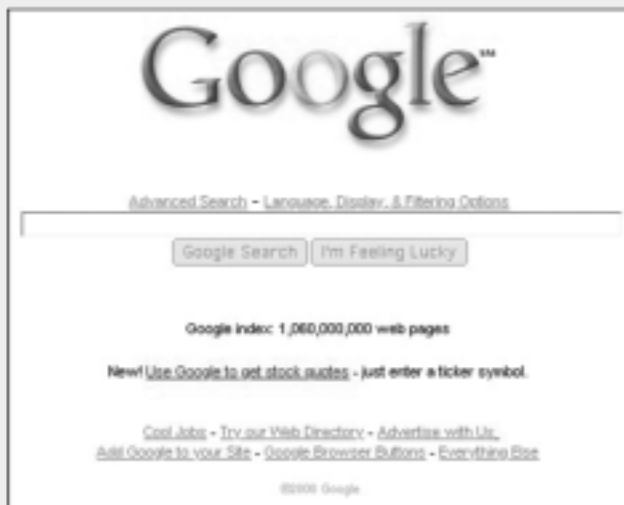 Google™
Advanced Search - Language, Display, & Filtering Options
Google Search I'm Feeling Lucky
Google index: 1,060,000,000 web pages
New! Use Google to get stock quotes - just enter a ticker symbol.
Cool Jobs - Try our Web Directory - Advertise with Us
Add Google to your Site - Google Browser Buttons - Everything Else
©2000 Google